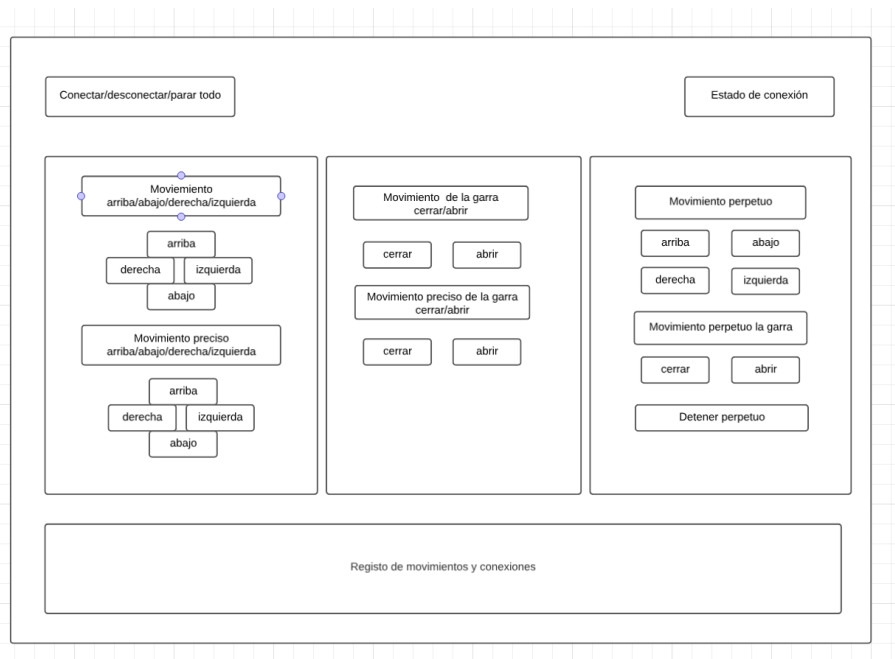 Conectar/desconectar/parar todo
Estado de conexión
Moviemiento
arriba/abajo/derecha/izquierda
arriba
derecha
izquierda
abajo
Movimiento preciso
arriba/abajo/derecha/izquierda
arriba
derecha
izquierda
abajo
Movimiento de la garra
cerrar/abrir
cerrar
abrir
Movimiento preciso de la garra
cerrar/abrir
cerrar
abrir
Movimiento perpetuo
arriba
abajo
derecha
izquierda
Movimiento perpetuo la garra
cerrar
abrir
Detener perpetuo
Registo de movimientos y conexiones